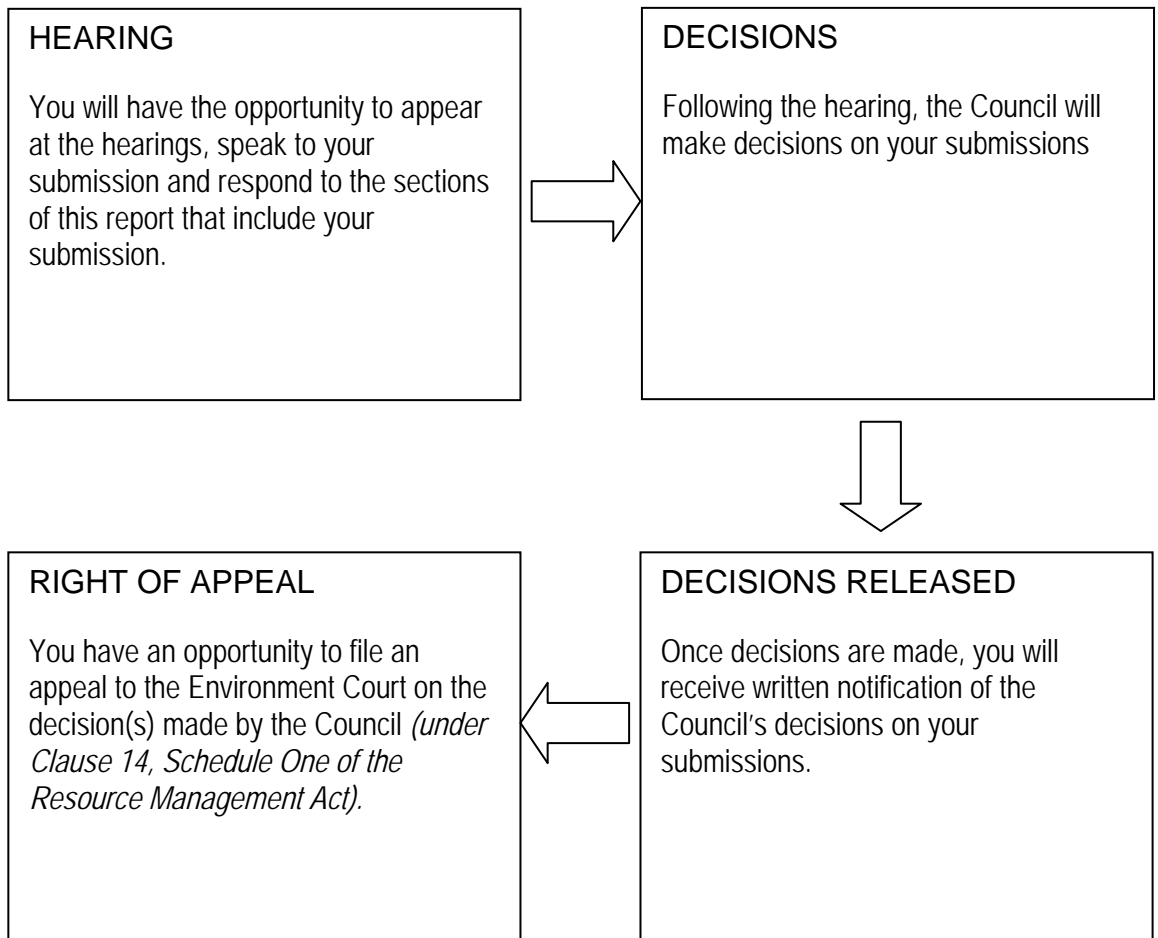 HEARING
You will have the opportunity to appear
at the hearings, speak to your
submission and respond to the sections
of this report that include your
submission.
DECISIONS
Following the hearing, the Council will
make decisions on your submissions
DECISIONS RELEASED
Once decisions are made, you will
receive written notification of the
Council's decisions on your
submissions.
RIGHT OF APPEAL
You have an opportunity to file an
appeal to the Environment Court on the
decision(s) made by the Council (under
Clause 14, Schedule One of the
Resource Management Act).